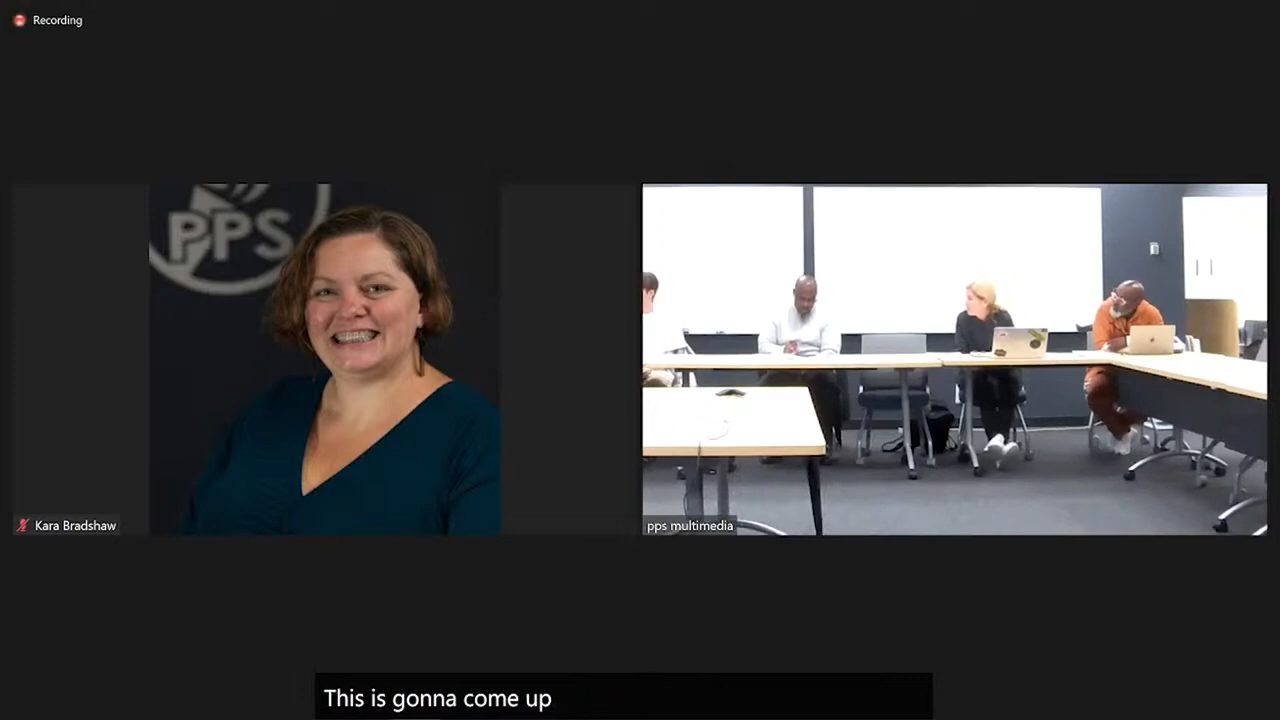 Recording
PPS
Kara Bradshaw
pps multimedia
This is gonna come up